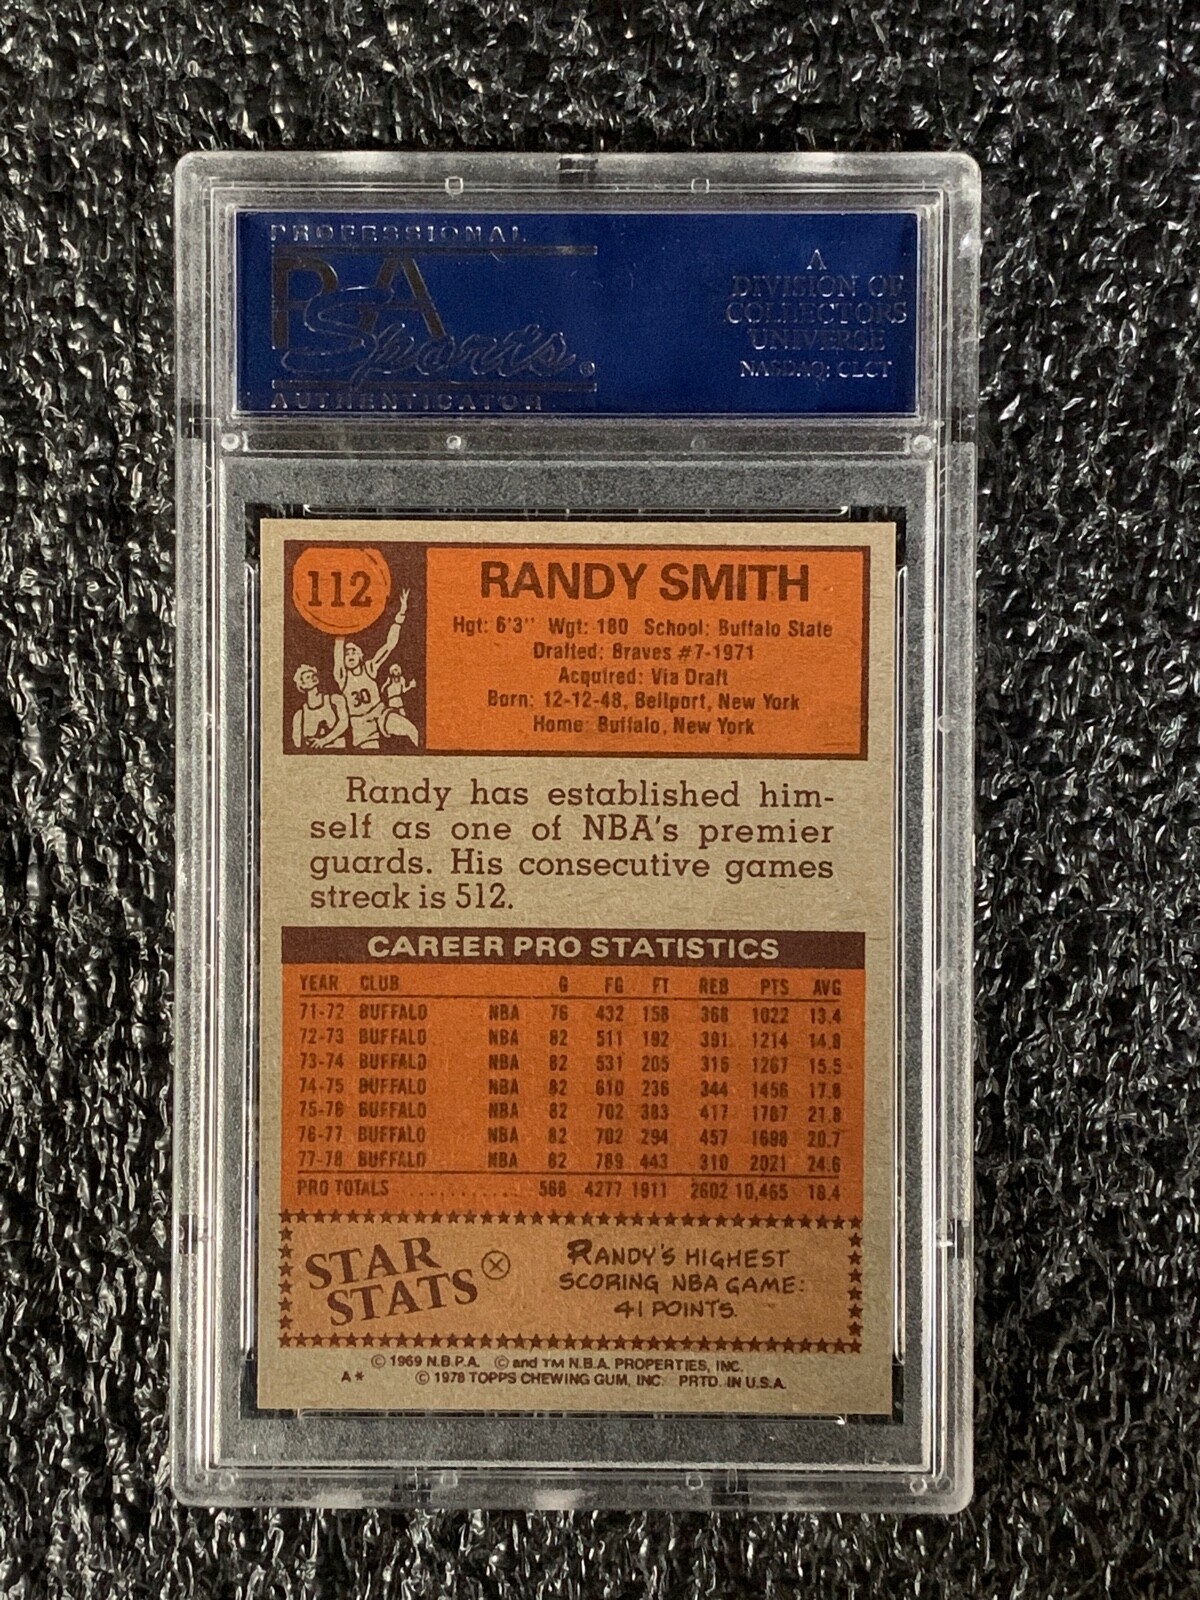 PROFESSIONAL
PSA
Sports®
AUTHENTICATOR
A
DIVISION OF
COLLECTORS
UNIVERSE
NASDAQ: CLCT
112
30
RANDY SMITH
Hgt: 6'3" Wgt: 180 School: Buffalo State
Drafted: Braves #7-1971
Acquired: Via Draft
Born: 12-12-48, Bellport, New York
Home: Buffalo, New York
Randy has established him-
self as one of NBA's premier
guards. His consecutive games
streak is 512.
CAREER PRO STATISTICS
YEAR CLUB G FG FT REB PTS AVG
71-72 BUFFALO NBA 76 432 158 368 1022 13.4
72-73 BUFFALO NBA 82 511 192 391 1214 14.8
73-74 BUFFALO NBA 82 531 205 315 1267 15.5
74-75 BUFFALO NBA 82 610 236 344 1456 17.8
75-76 BUFFALO NBA 82 702 383 417 1787 21.8
76-77 BUFFALO NBA 82 702 294 457 1698 20.7
77-78 BUFFALO NBA 82 789 443 310 2021 24.6
PRO TOTALS ........... 568 4277 1911 2602 10,465 18.4
STAR
STATS
RANDY'S HIGHEST
SCORING NBA GAME:
41 POINTS.
© 1969 N.B.P.A. © and TM N.B.A. PROPERTIES, INC.
A* © 1978 TOPPS CHEWING GUM, INC. PRTD. IN U.S.A.